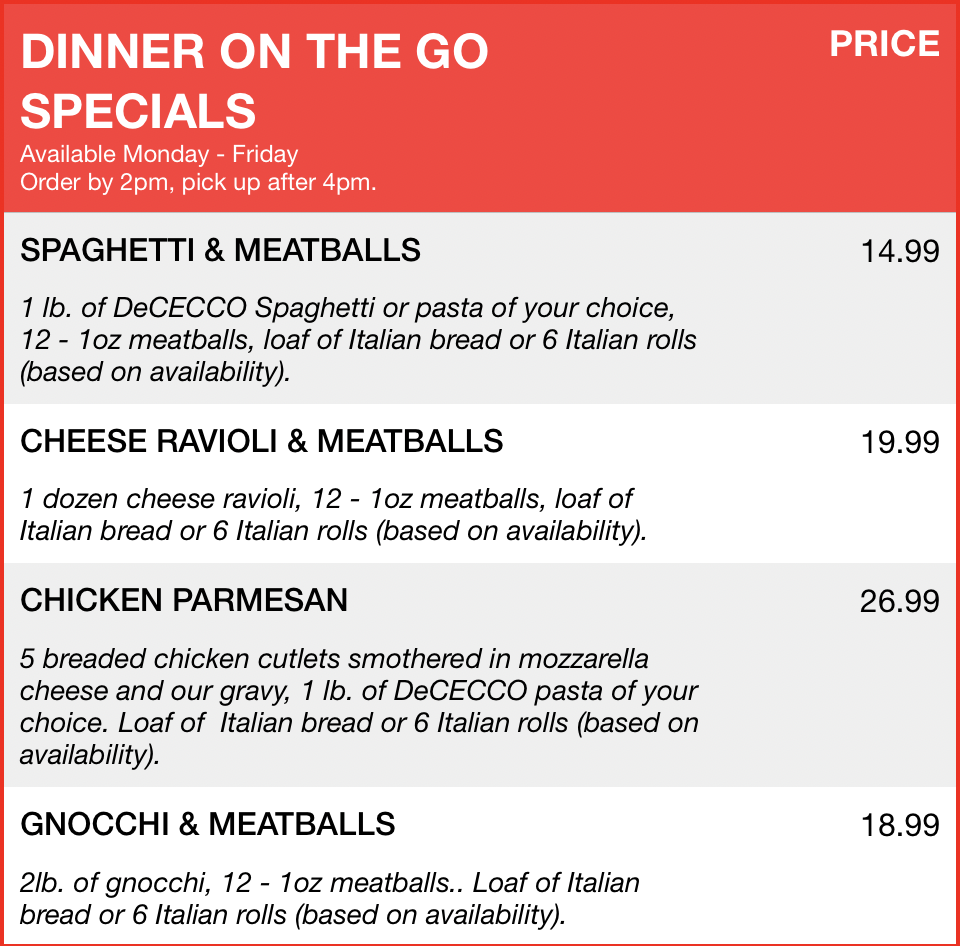 DINNER ON THE GO
SPECIALS
PRICE
Available Monday - Friday
Order by 2pm, pick up after 4pm.
SPAGHETTI & MEATBALLS 14.99
1 lb. of DeCECCO Spaghetti or pasta of your choice,
12 - 1oz meatballs, loaf of Italian bread or 6 Italian rolls
(based on availability).
CHEESE RAVIOLI & MEATBALLS 19.99
1 dozen cheese ravioli, 12 - 1oz meatballs, loaf of
Italian bread or 6 Italian rolls (based on availability).
CHICKEN PARMESAN 26.99
5 breaded chicken cutlets smothered in mozzarella
cheese and our gravy, 1 lb. of DeCECCO pasta of your
choice. Loaf of  Italian bread or 6 Italian rolls (based on
availability).
GNOCCHI & MEATBALLS 18.99
2lb. of gnocchi, 12 - 1oz meatballs.. Loaf of Italian
bread or 6 Italian rolls (based on availability).